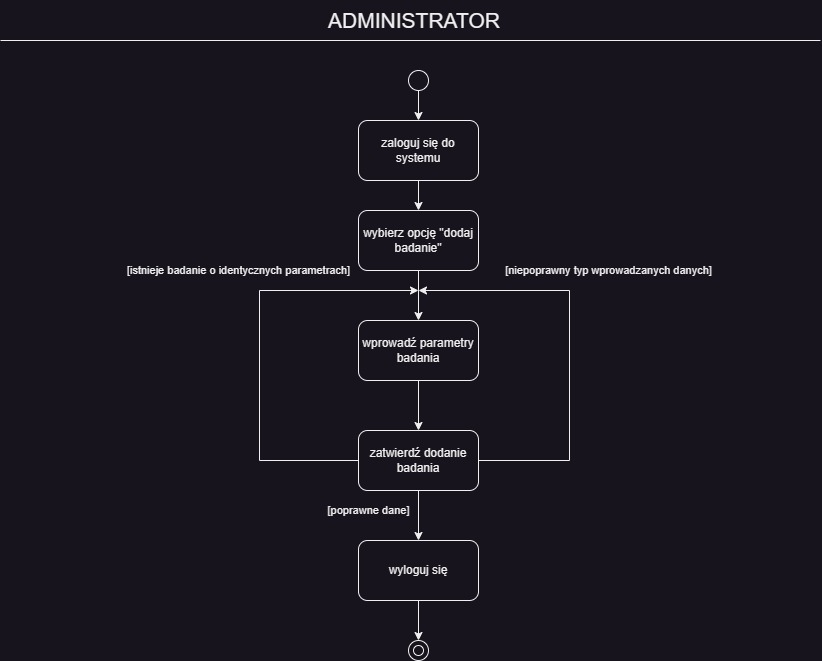 ADMINISTRATOR
zaloguj się do
systemu
wybierz opcję "dodaj
badanie"
[istnieje badanie o identycznych parametrach]
[niepoprawny typ wprowadzanych danych]
wprowadź parametry
badania
zatwierdź dodanie
badania
[poprawne dane]
wyloguj się